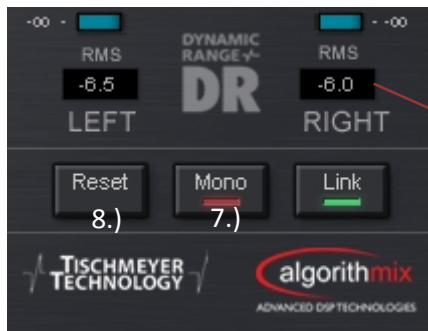 -∞ - - -∞
RMS DYNAMIC RANGE RMS
-6.5 DR -6.0
LEFT RIGHT
Reset Mono Link
8.) 7.)
TISCHMEYER TECHNOLOGY
algorithmix
ADVANCED DSP TECHNOLOGIES